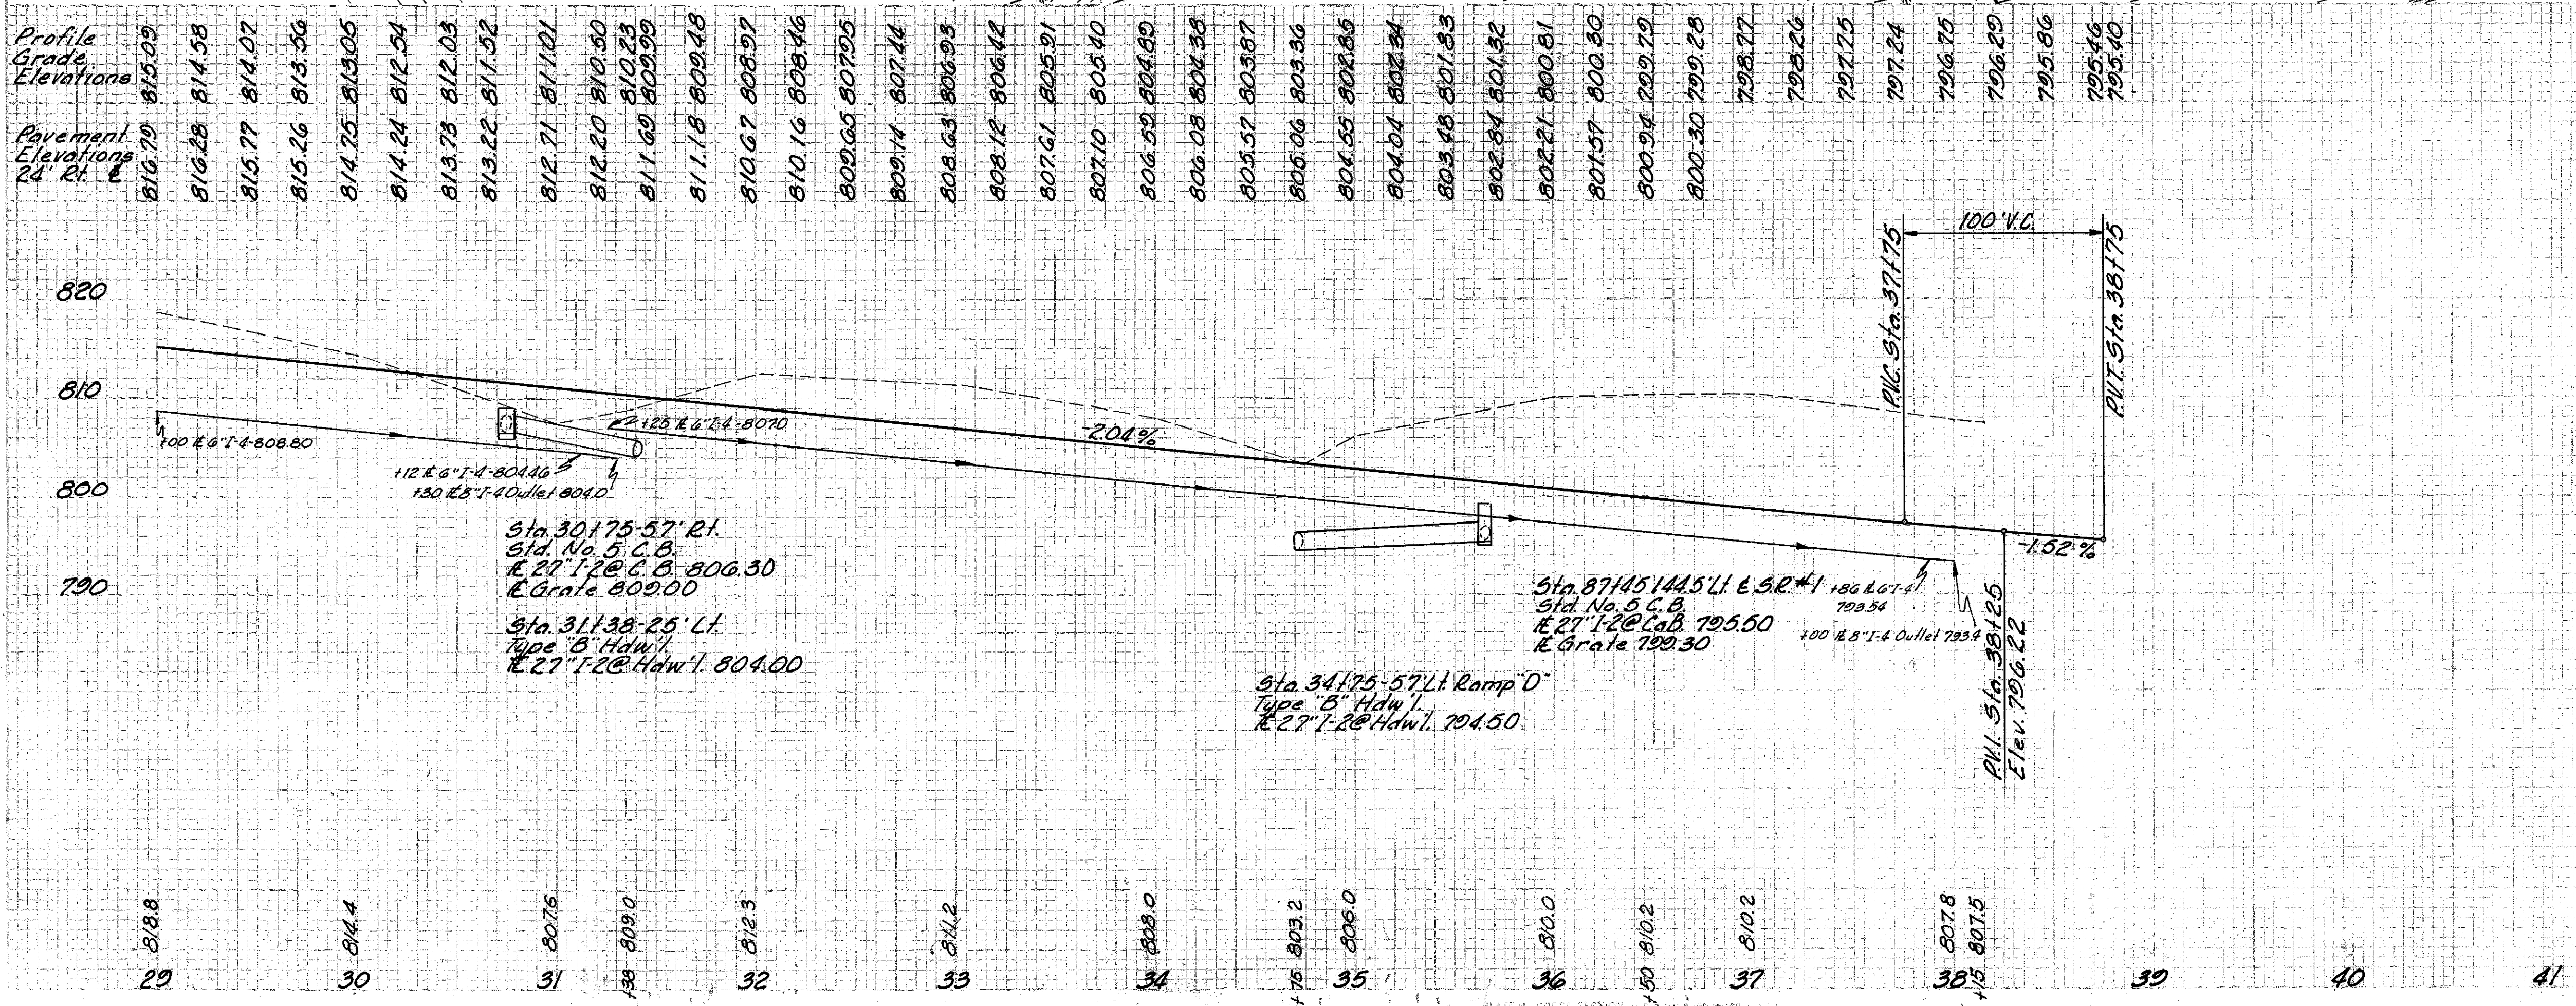 Profile
Grade
Elevations
815.09 814.58 814.07 813.56 813.05 812.54 812.03 811.52 811.01 810.50 810.23 809.99 809.48 808.97 808.46 807.95 807.44 806.93 806.42 805.91 805.40 804.89 804.38 803.87 803.36 802.85 802.34 801.83 801.32 800.81 800.30 799.79 799.28 798.77 798.26 797.75 797.24 796.75 796.29 795.86 795.46 795.40
Pavement
Elevations
24' Rt. ℄
816.79 816.28 815.77 815.26 814.75 814.24 813.73 813.22 812.71 812.20 811.69 811.18 810.67 810.16 809.65 809.14 808.63 808.12 807.61 807.10 806.59 806.08 805.57 805.06 804.55 804.04 803.48 802.84 802.21 801.57 800.94 800.30
100' V.C.
P.V.C. Sta. 37+75
P.V.T. Sta. 38+75
820
810
800
790
+00 ⅊ 6" I-4-808.80
+25 ⅊ 6" I-4-807.0
-2.04%
+12 ⅊ 6" I-4-804.46
+30 ⅊ 8" I-4 Outlet 804.0
Sta. 30+75-57' Rt.
Std. No. 5 C.B.
⅊ 27" I-2 @ C.B. 806.30
⅊ Grate 809.00
Sta. 31+38-25' Lt.
Type "B" Hdw'l.
⅊ 27" I-2 @ Hdw'l. 804.00
Sta. 34+75-57' Lt. Ramp "D"
Type "B" Hdw'l.
⅊ 27" I-2 @ Hdw'l. 794.50
Sta. 87+45 144.5' Lt. ℄ S.R. #1
Std. No. 5 C.B.
⅊ 27" I-2 @ CaB. 795.50
⅊ Grate 799.30
+86 ⅊ 6" I-4
793.54
+00 ⅊ 8" I-4 Outlet 793.4
-1.52%
P.V.I. Sta. 38+25
Elev. 796.22
818.8 814.4 807.6 809.0 812.3 811.2 808.0 803.2 806.0 810.0 810.2 810.2 807.8 807.5
29 30 31 +38 32 33 34 +75 35 36 +50 37 38 +15 39 40 41